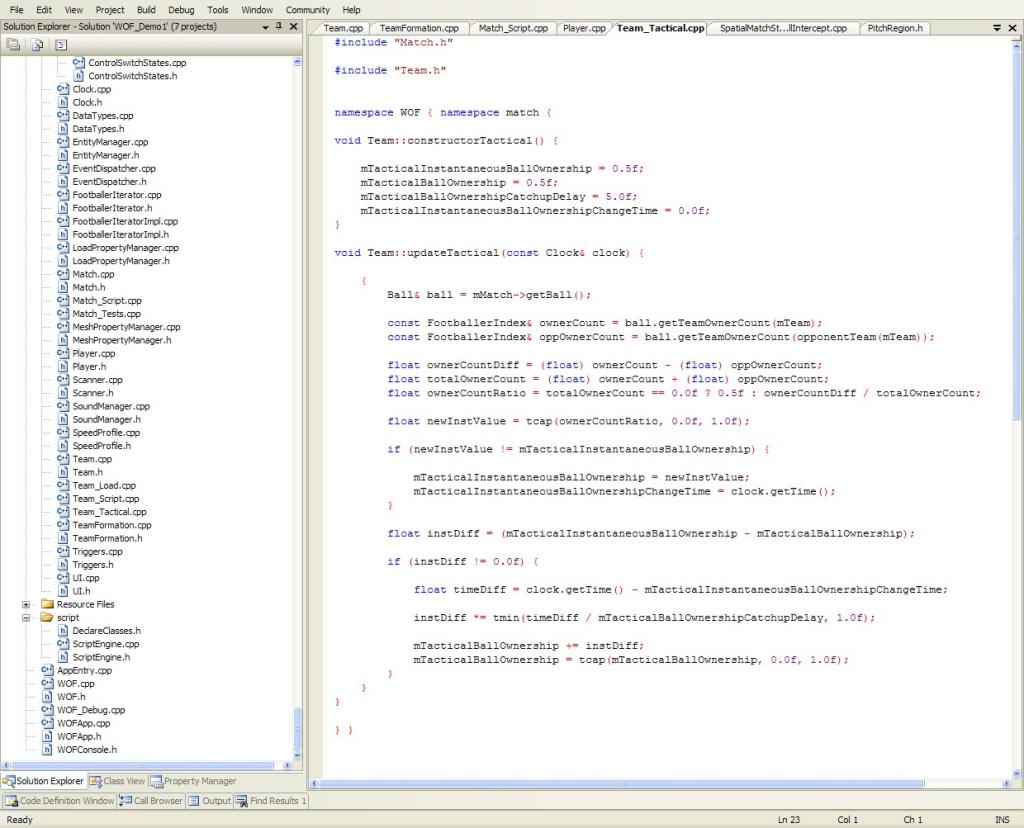 File Edit View Project Build Debug Tools Window Community Help
Solution Explorer - Solution 'WOF_Demo1' (7 projects)
ControlSwitchStates.cpp
ControlSwitchStates.h
Clock.cpp
Clock.h
DataTypes.cpp
DataTypes.h
EntityManager.cpp
EntityManager.h
EventDispatcher.cpp
EventDispatcher.h
FootballerIterator.cpp
FootballerIterator.h
FootballerIteratorImpl.cpp
FootballerIteratorImpl.h
LoadPropertyManager.cpp
LoadPropertyManager.h
Match.cpp
Match.h
Match_Script.cpp
Match_Tests.cpp
MeshPropertyManager.cpp
MeshPropertyManager.h
Player.cpp
Player.h
Scanner.cpp
Scanner.h
SoundManager.cpp
SoundManager.h
SpeedProfile.cpp
SpeedProfile.h
Team.cpp
Team.h
Team_Load.cpp
Team_Script.cpp
Team_Tactical.cpp
TeamFormation.cpp
TeamFormation.h
Triggers.cpp
Triggers.h
UI.cpp
UI.h
Resource Files
script
DeclareClasses.h
ScriptEngine.cpp
ScriptEngine.h
AppEntry.cpp
WOF.cpp
WOF.h
WOF_Debug.cpp
WOFApp.cpp
WOFApp.h
WOFConsole.h
Solution Explorer Class View Property Manager
Team.cpp TeamFormation.cpp Match_Script.cpp Player.cpp Team_Tactical.cpp SpatialMatchSt...llIntercept.cpp PitchRegion.h
#include "Match.h"
#include "Team.h"
namespace WOF { namespace match {
void Team::constructorTactical() {
mTacticalInstantaneousBallOwnership = 0.5f;
mTacticalBallOwnership = 0.5f;
mTacticalBallOwnershipCatchupDelay = 5.0f;
mTacticalInstantaneousBallOwnershipChangeTime = 0.0f;
}
void Team::updateTactical(const Clock& clock) {
{
Ball& ball = mMatch->getBall();
const FootballerIndex& ownerCount = ball.getTeamOwnerCount(mTeam);
const FootballerIndex& oppOwnerCount = ball.getTeamOwnerCount(opponentTeam(mTeam));
float ownerCountDiff = (float) ownerCount - (float) oppOwnerCount;
float totalOwnerCount = (float) ownerCount + (float) oppOwnerCount;
float ownerCountRatio = totalOwnerCount == 0.0f ? 0.5f : ownerCountDiff / totalOwnerCount;
float newInstValue = tcap(ownerCountRatio, 0.0f, 1.0f);
if (newInstValue != mTacticalInstantaneousBallOwnership) {
mTacticalInstantaneousBallOwnership = newInstValue;
mTacticalInstantaneousBallOwnershipChangeTime = clock.getTime();
}
float instDiff = (mTacticalInstantaneousBallOwnership - mTacticalBallOwnership);
if (instDiff != 0.0f) {
float timeDiff = clock.getTime() - mTacticalInstantaneousBallOwnershipChangeTime;
instDiff *= tmin(timeDiff / mTacticalBallOwnershipCatchupDelay, 1.0f);
mTacticalBallOwnership += instDiff;
mTacticalBallOwnership = tcap(mTacticalBallOwnership, 0.0f, 1.0f);
}
}
}
} }
Code Definition Window Call Browser Output Find Results 1
Ready Ln 23 Col 1 Ch 1 INS